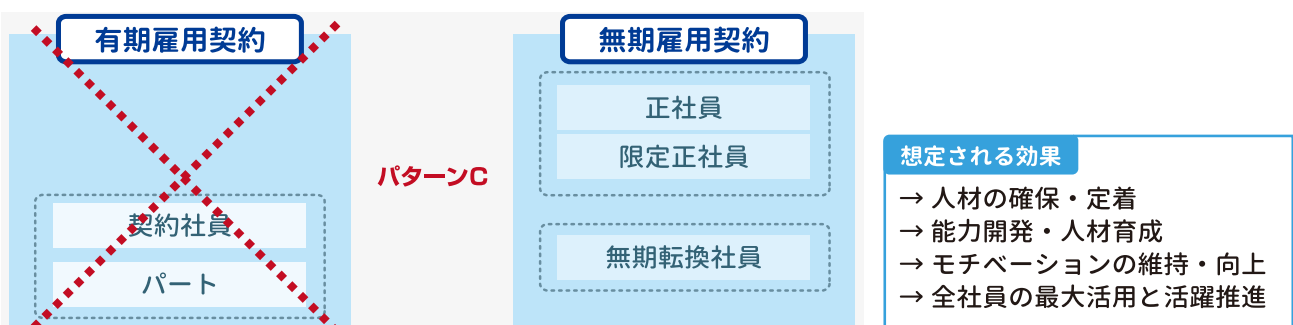 有期雇用契約
契約社員
パート
パターンC
無期雇用契約
正社員
限定正社員
無期転換社員
想定される効果
→ 人材の確保・定着
→ 能力開発・人材育成
→ モチベーションの維持・向上
→ 全社員の最大活用と活躍推進